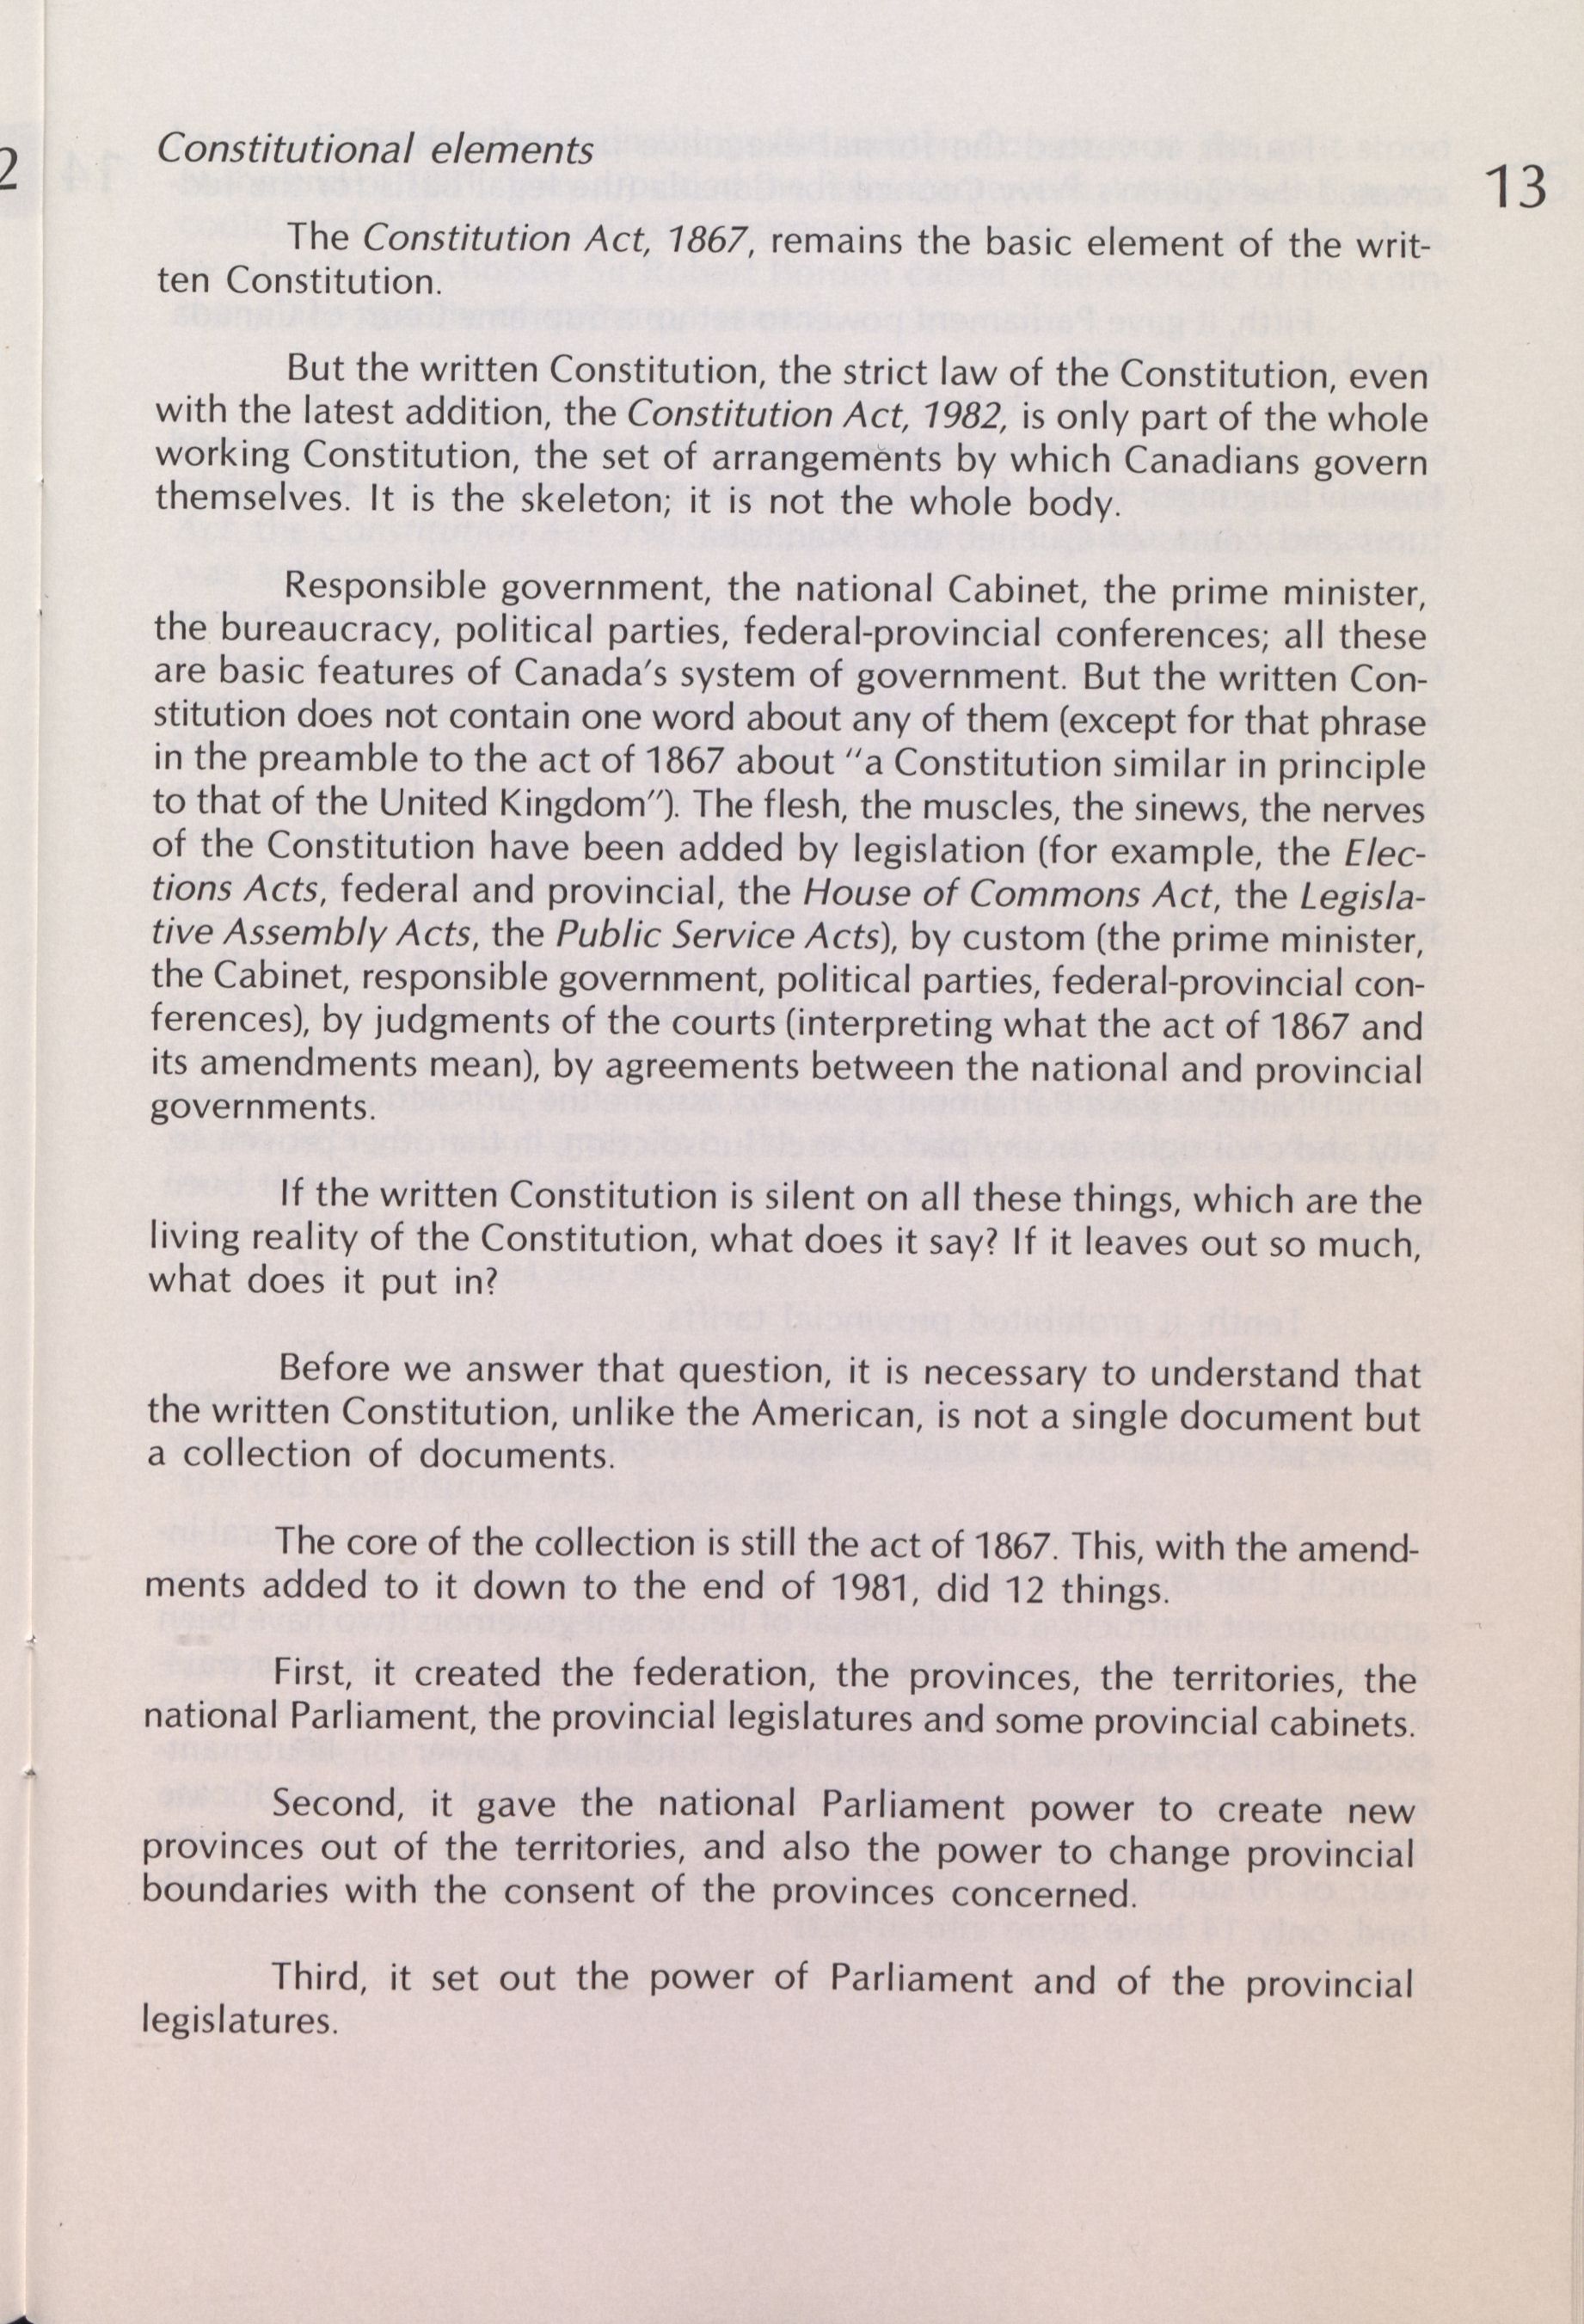 Constitutional elements
13
The Constitution Act, 1867, remains the basic element of the writ-
ten Constitution.
But the written Constitution, the strict law of the Constitution, even
with the latest addition, the Constitution Act, 1982, is only part of the whole
working Constitution, the set of arrangements by which Canadians govern
themselves. It is the skeleton; it is not the whole body.
Responsible government, the national Cabinet, the prime minister,
the bureaucracy, political parties, federal-provincial conferences; all these
are basic features of Canada's system of government. But the written Con-
stitution does not contain one word about any of them (except for that phrase
in the preamble to the act of 1867 about "a Constitution similar in principle
to that of the United Kingdom"). The flesh, the muscles, the sinews, the nerves
of the Constitution have been added by legislation (for example, the Elec-
tions Acts, federal and provincial, the House of Commons Act, the Legisla-
tive Assembly Acts, the Public Service Acts), by custom (the prime minister,
the Cabinet, responsible government, political parties, federal-provincial con-
ferences), by judgments of the courts (interpreting what the act of 1867 and
its amendments mean), by agreements between the national and provincial
governments.
If the written Constitution is silent on all these things, which are the
living reality of the Constitution, what does it say? If it leaves out so much,
what does it put in?
Before we answer that question, it is necessary to understand that
the written Constitution, unlike the American, is not a single document but
a collection of documents.
The core of the collection is still the act of 1867. This, with the amend-
ments added to it down to the end of 1981, did 12 things.
First, it created the federation, the provinces, the territories, the
national Parliament, the provincial legislatures and some provincial cabinets.
Second, it gave the national Parliament power to create new
provinces out of the territories, and also the power to change provincial
boundaries with the consent of the provinces concerned.
Third, it set out the power of Parliament and of the provincial
legislatures.